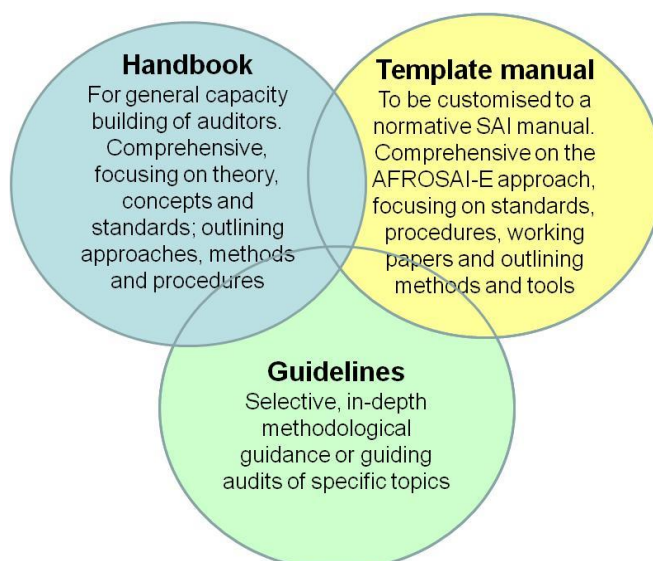 Handbook
For general capacity
building of auditors.
Comprehensive,
focusing on theory,
concepts and
standards; outlining
approaches, methods
and procedures
Template manual
To be customised to a
normative SAI manual.
Comprehensive on the
AFROSAI-E approach,
focusing on standards,
procedures, working
papers and outlining
methods and tools
Guidelines
Selective, in-depth
methodological
guidance or guiding
audits of specific topics